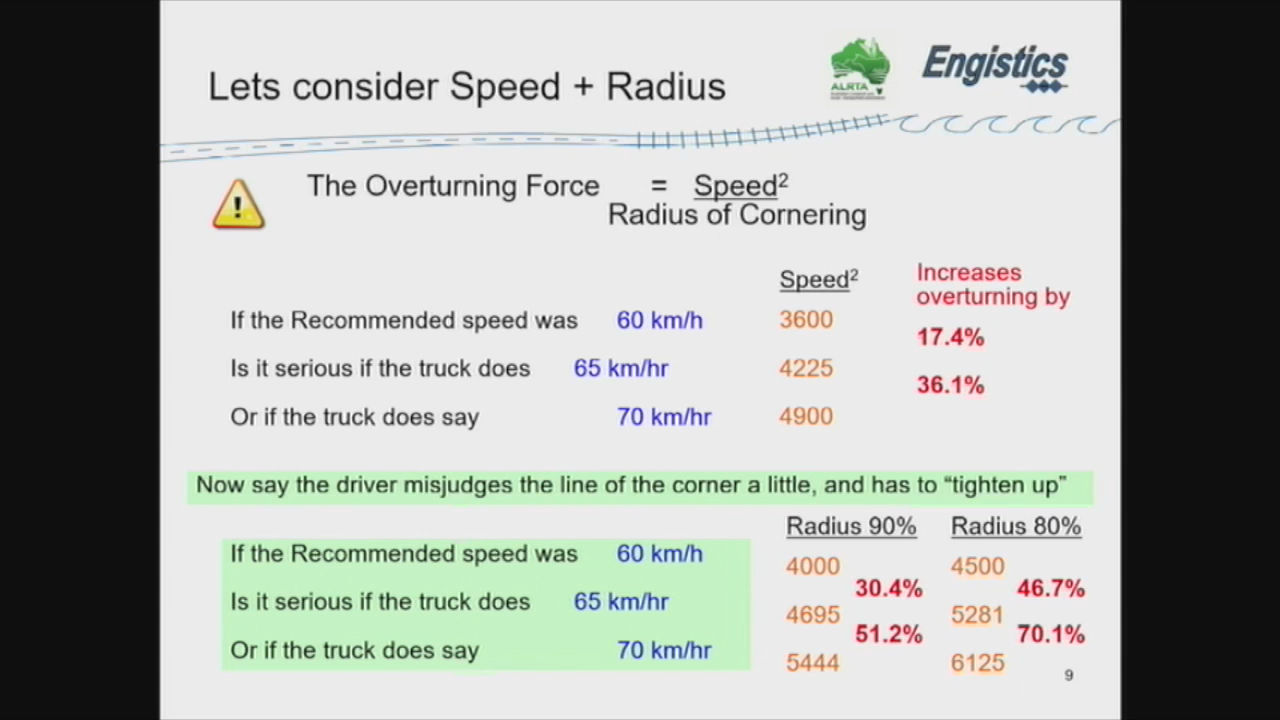 Lets consider Speed + Radius
ALRTA
Engistics
The Overturning Force = Speed²
Radius of Cornering
Speed² Increases
overturning by
If the Recommended speed was 60 km/h 3600
17.4%
Is it serious if the truck does 65 km/hr 4225
36.1%
Or if the truck does say 70 km/hr 4900
Now say the driver misjudges the line of the corner a little, and has to “tighten up”
Radius 90% Radius 80%
If the Recommended speed was 60 km/h 4000 4500
30.4% 46.7%
Is it serious if the truck does 65 km/hr 4695 5281
51.2% 70.1%
Or if the truck does say 70 km/hr 5444 6125
9